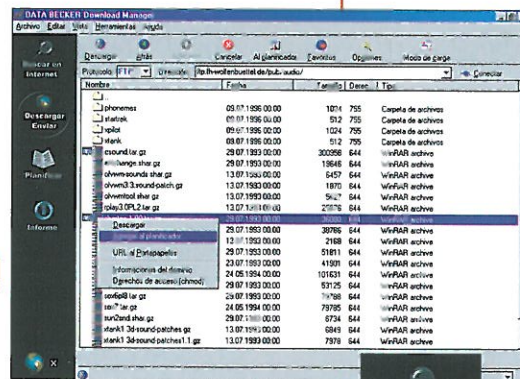 DATA BECKER Download Manager
Archivo Editar Vista Herramientas Ayuda
Descargar Atrás Cancelar Al planificador Favoritos Opciones Modo de carga
Buscar en
Internet
Protocolo FTP Dirección ftp.fh-wolfenbuettel.de/pub/audio/ Conectar
Nombre Fecha Tamaño Derec. Tipo
..
phonemes 09.07.1996 00:00 1024 755 Carpeta de archivos
startrek 09.07.1996 00:00 512 755 Carpeta de archivos
xpilot 09.07.1996 00:00 1024 755 Carpeta de archivos
xtank 09.07.1996 00:00 512 755 Carpeta de archivos
Descargar
Enviar
29.07.1993 00:00 300956 644 WinRAR archive
29.07.1993 00:00 19646 644 WinRAR archive
olvwm-sounds.shar.gz 13.07.1993 00:00 6457 644 WinRAR archive
olvwm3.3.sound-patch.gz 13.07.1993 00:00 1870 644 WinRAR archive
olvwmtool.shar.gz 13.07.1993 00:00 644 WinRAR archive
rplay3.0PL2.tar.gz 13.07.1993 00:00 644 WinRAR archive
Planificar
29.07.1993 00:00 644 WinRAR archive
Descargar 29.07.1993 00:00 38786 644 WinRAR archive
Agregar al planificador 00:00 2168 644 WinRAR archive
URL al Portapapeles 29.07.1993 00:00 51811 644 WinRAR archive
23.07.1993 00:00 41901 644 WinRAR archive
Informaciones del dominio 24.05.1994 00:00 101631 644 WinRAR archive
Derechos de acceso (chmod) 29.07.1993 00:00 53125 644 WinRAR archive
Informe
29.07.1993 00:00 644 WinRAR archive
24.05.1994 00:00 79785 644 WinRAR archive
sun2snd.shar.gz 29.07.1993 00:00 6734 644 WinRAR archive
xtank1.3d-sound-patches.gz 13.07.1993 00:00 6849 644 WinRAR archive
xtank1.3d-sound-patches1.1.gz 13.07.1993 00:00 7978 644 WinRAR archive